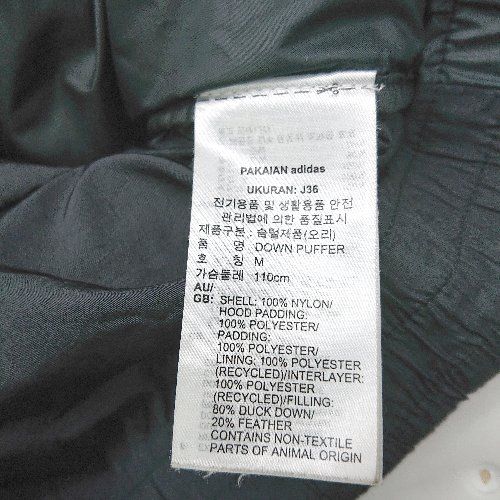 PAKAIAN adidas
UKURAN: J36
전기용품 및 생활용품 안전
관리법에 의한 품질표시
제품구분: 솜털제품(오리)
품 명 DOWN PUFFER
호 칭 M
가슴둘레 110cm
AU/
GB: SHELL: 100% NYLON/
HOOD PADDING:
100% POLYESTER/
PADDING:
100% POLYESTER/
LINING: 100% POLYESTER
(RECYCLED)/INTERLAYER:
100% POLYESTER
(RECYCLED)/FILLING:
80% DUCK DOWN/
20% FEATHER
CONTAINS NON-TEXTILE
PARTS OF ANIMAL ORIGIN